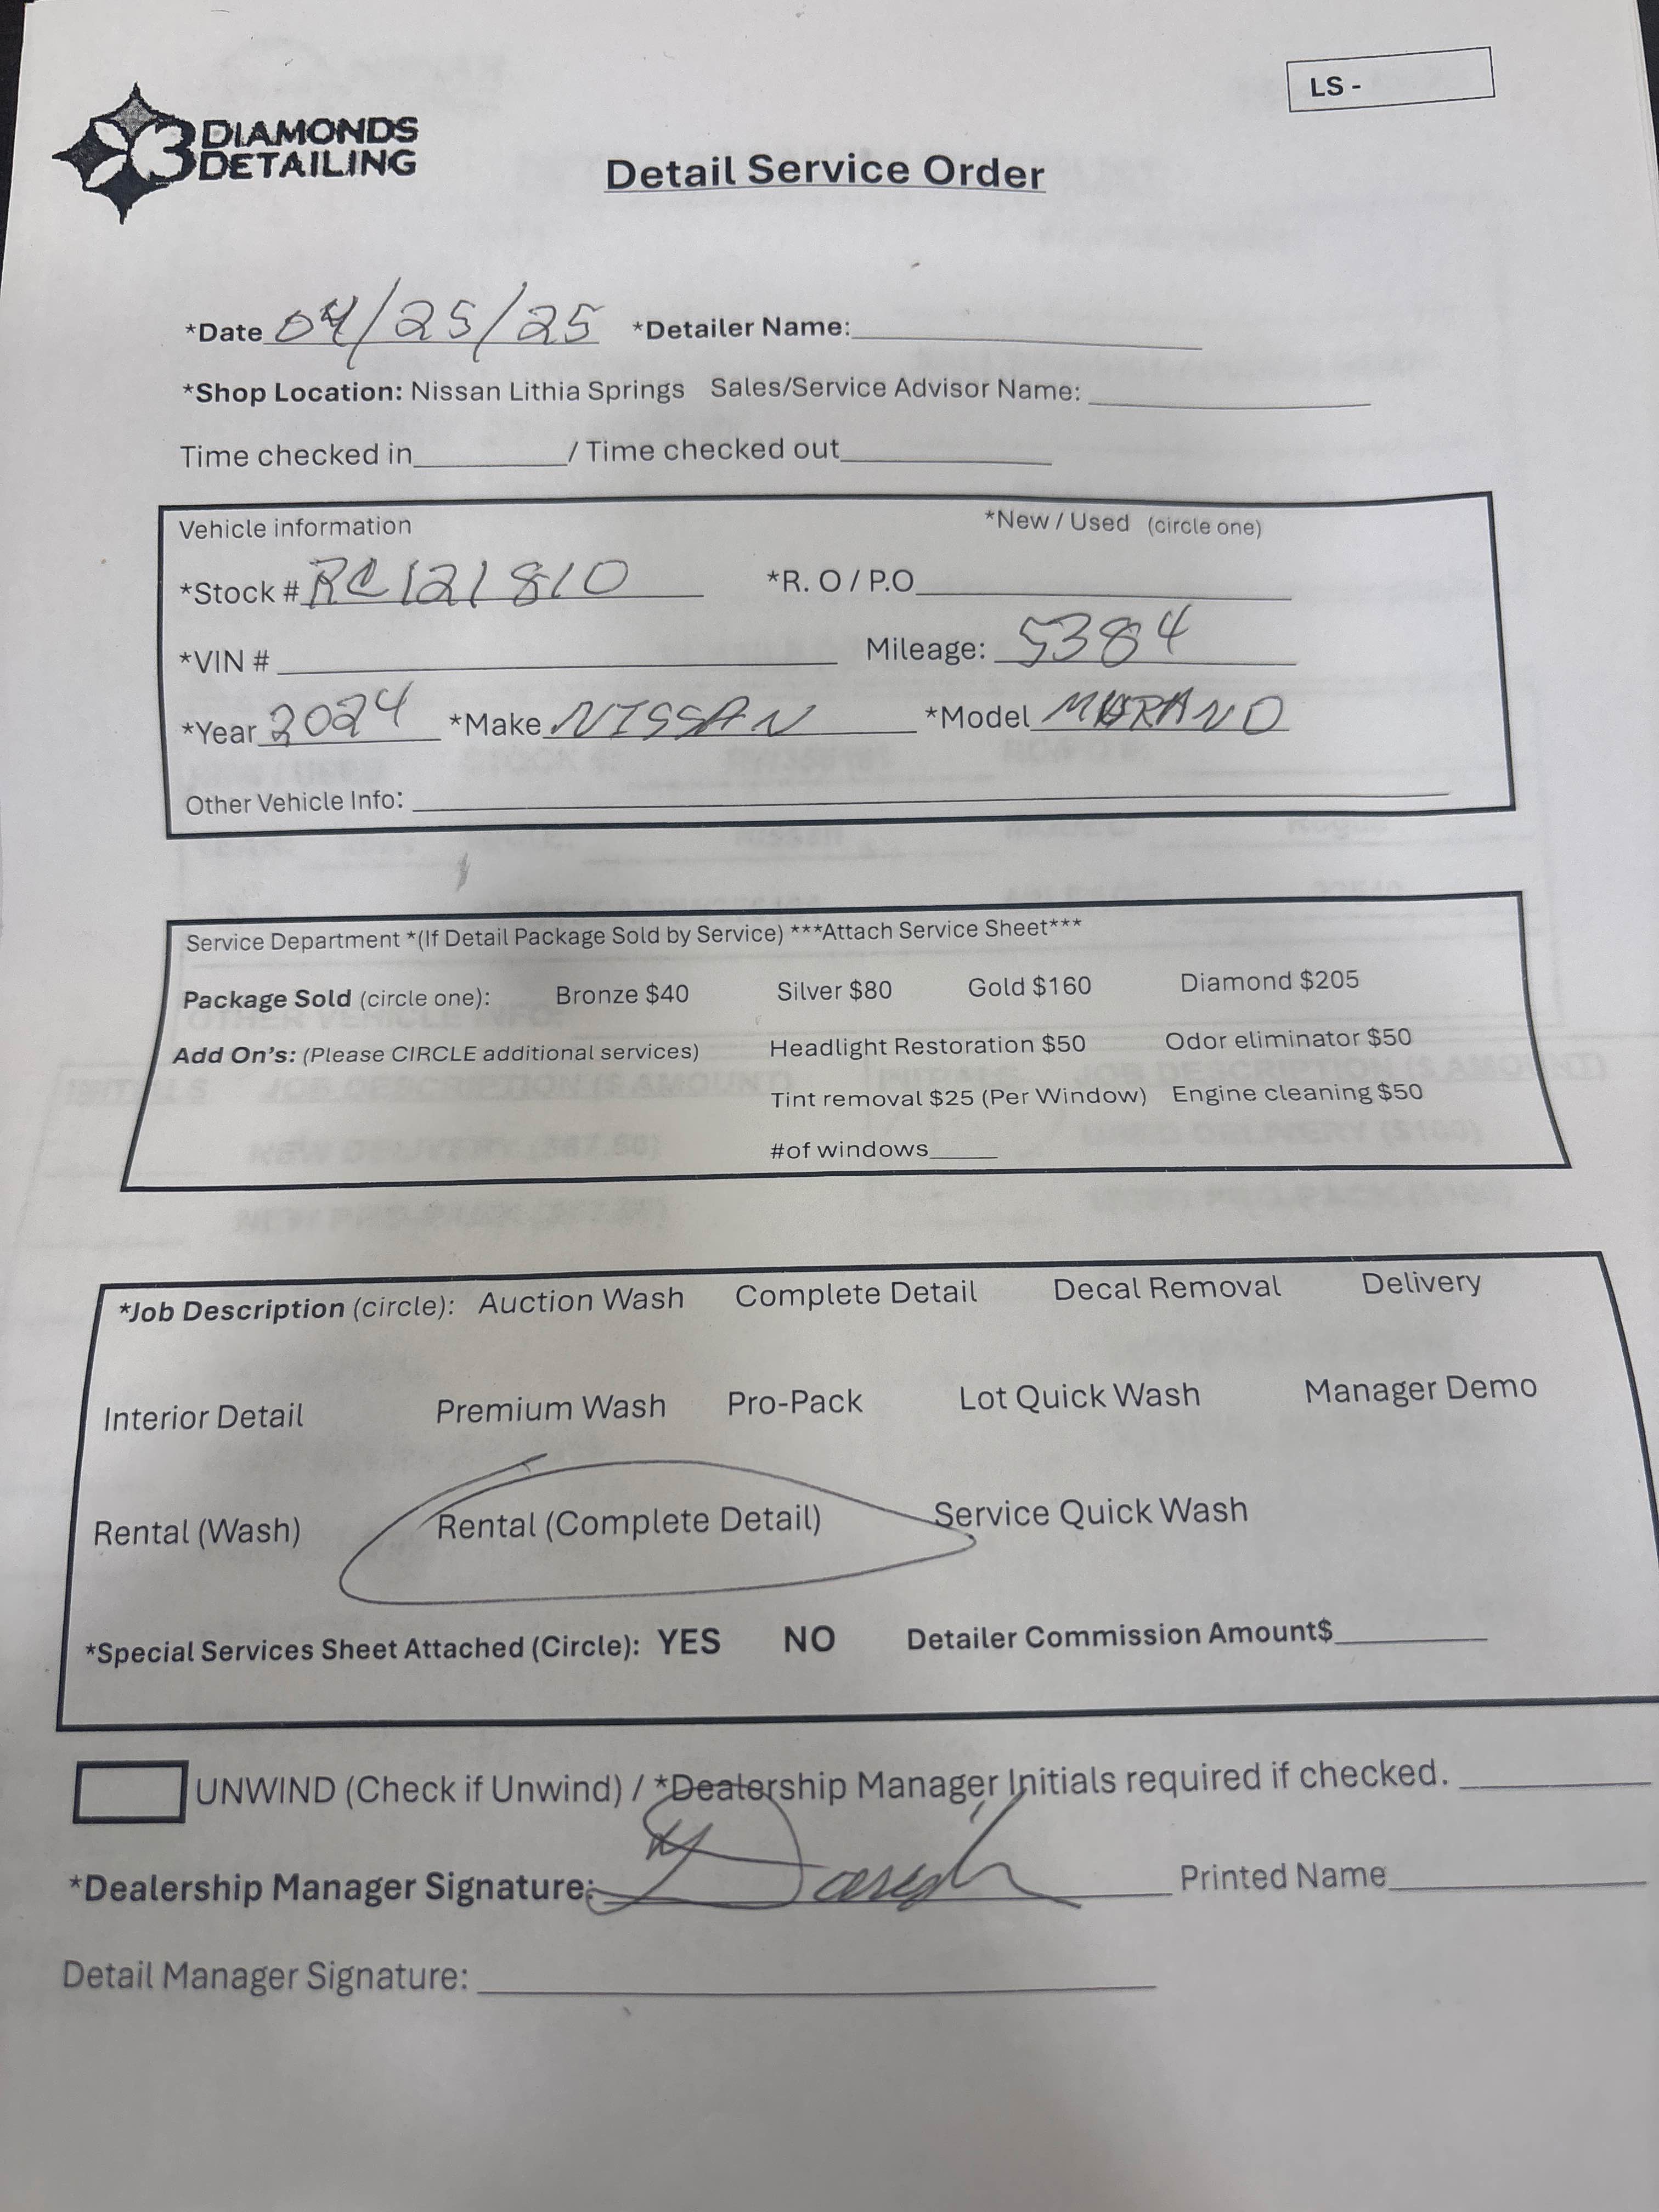 LS -
3 DIAMONDS
DETAILING
Detail Service Order
*Date 04/25/25 *Detailer Name:
*Shop Location: Nissan Lithia Springs Sales/Service Advisor Name:
Time checked in / Time checked out
Vehicle information *New / Used (circle one)
*Stock # RC121810 *R. O / P.O
*VIN # Mileage: 5384
*Year 2024 *Make NISSAN *Model MURANO
Other Vehicle Info:
Service Department *(If Detail Package Sold by Service) ***Attach Service Sheet***
Package Sold (circle one): Bronze $40 Silver $80 Gold $160 Diamond $205
Add On's: (Please CIRCLE additional services) Headlight Restoration $50 Odor eliminator $50
Tint removal $25 (Per Window) Engine cleaning $50
#of windows
*Job Description (circle): Auction Wash Complete Detail Decal Removal Delivery
Interior Detail Premium Wash Pro-Pack Lot Quick Wash Manager Demo
Rental (Wash) Rental (Complete Detail) Service Quick Wash
*Special Services Sheet Attached (Circle): YES NO Detailer Commission Amount$
UNWIND (Check if Unwind) / *Dealership Manager Initials required if checked.
*Dealership Manager Signature: Printed Name
Detail Manager Signature: